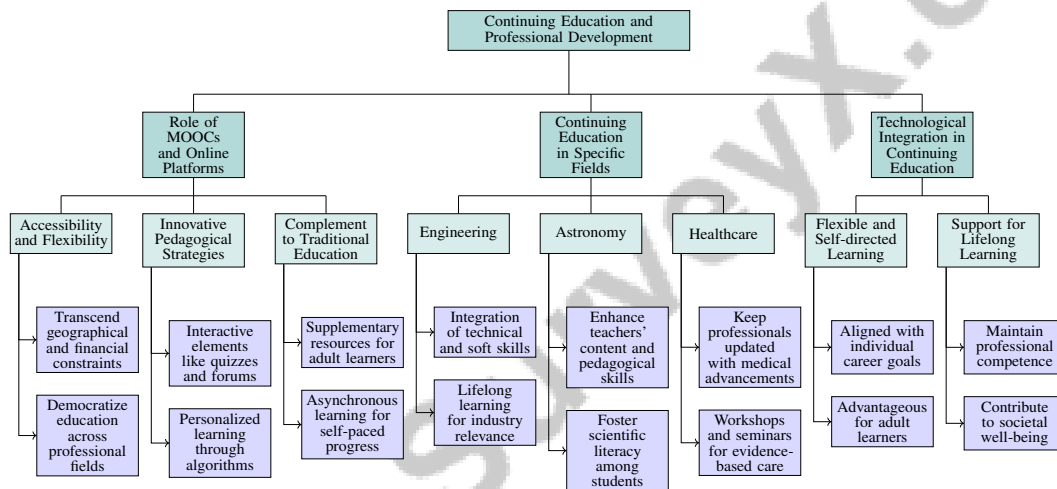 Continuing Education and
Professional Development
Role of
MOOCs
and Online
Platforms
Continuing
Education
in Specific
Fields
Technological
Integration in
Continuing
Education
Accessibility
and Flexibility
Innovative
Pedagogical
Strategies
Complement
to Traditional
Education
Engineering
Astronomy
Healthcare
Flexible and
Self-directed
Learning
Support for
Lifelong
Learning
Transcend
geographical
and financial
constraints
Interactive
elements
like quizzes
and forums
Supplementary
resources for
adult learners
Integration
of technical
and soft skills
Enhance
teachers'
content and
pedagogical
skills
Keep
professionals
updated
with medical
advancements
Aligned with
individual
career goals
Maintain
professional
competence
Democratize
education
across
professional
fields
Personalized
learning
through
algorithms
Asynchronous
learning for
self-paced
progress
Lifelong
learning
for industry
relevance
Foster
scientific
literacy
among
students
Workshops
and seminars
for evidence-
based care
Advantageous
for adult
learners
Contribute
to societal
well-being